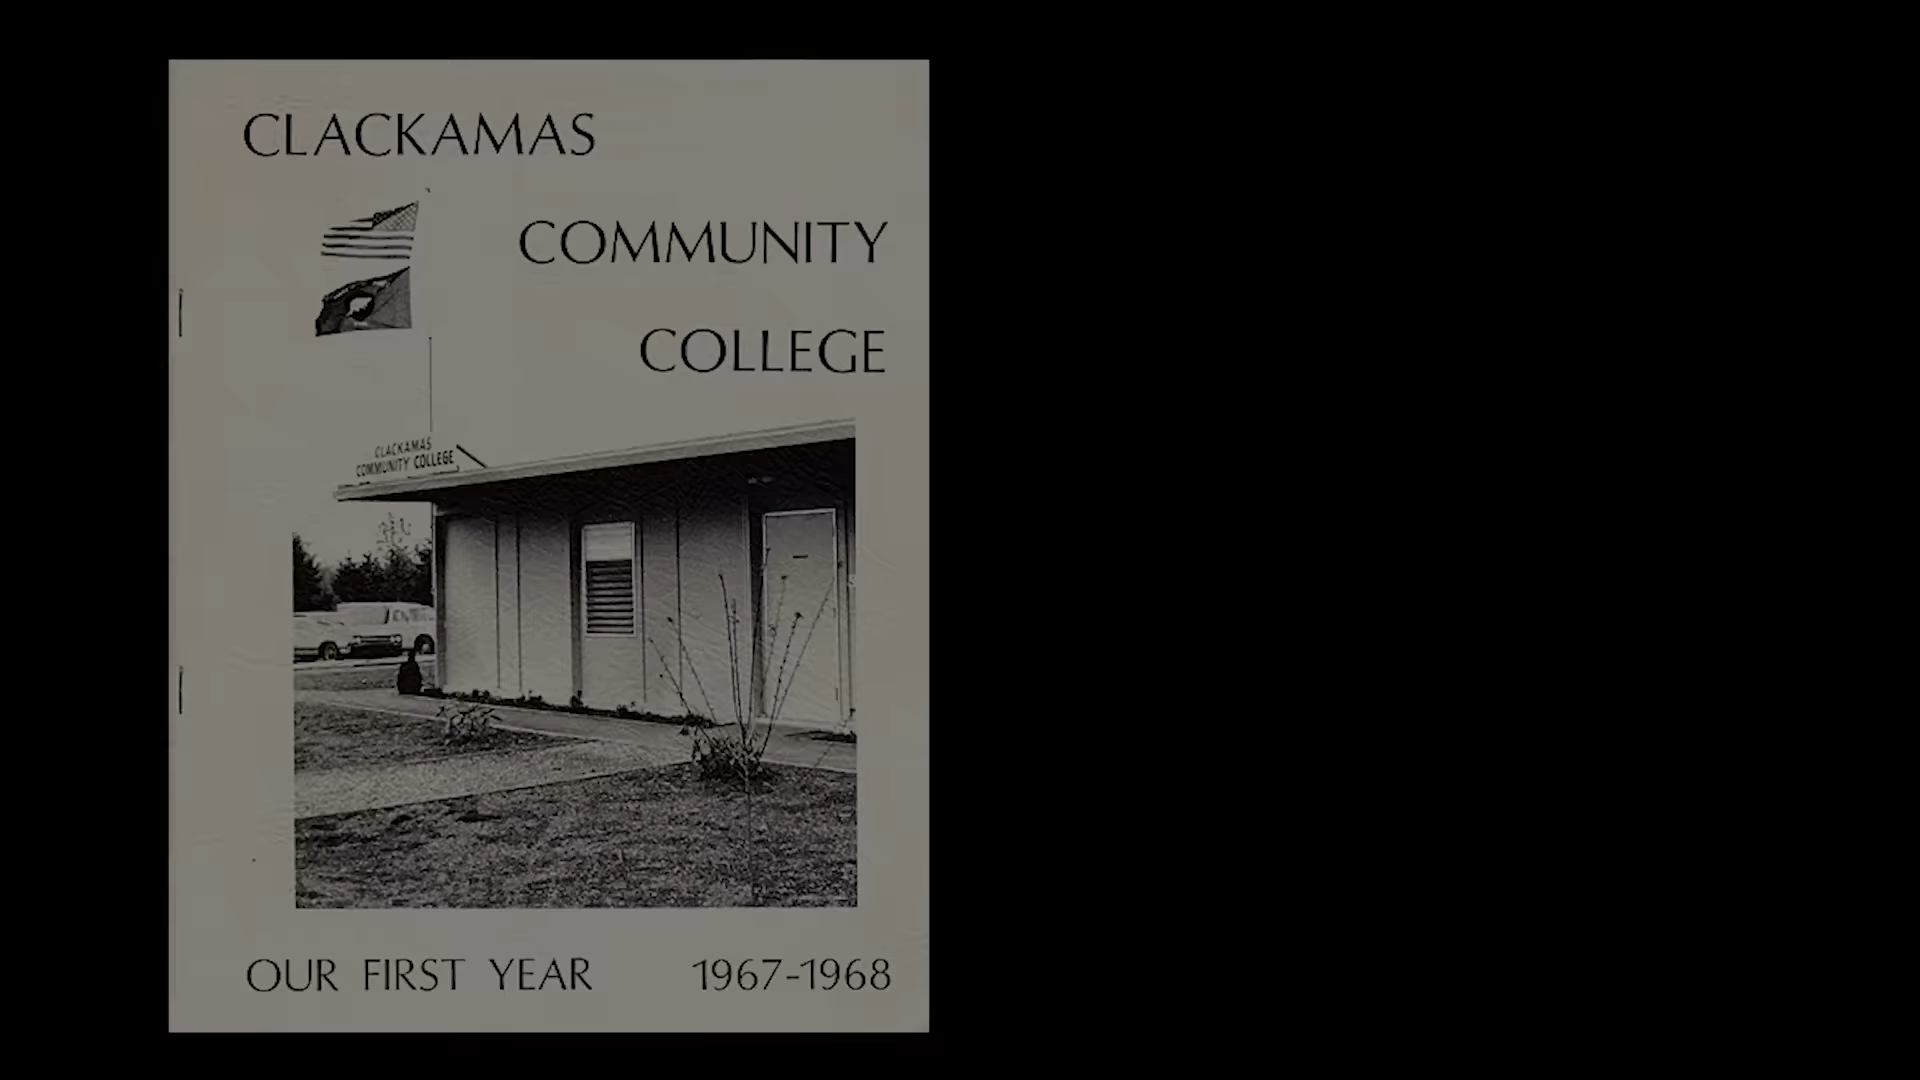 CLACKAMAS
COMMUNITY
COLLEGE
CLACKAMAS
COMMUNITY COLLEGE
OUR FIRST YEAR 1967-1968